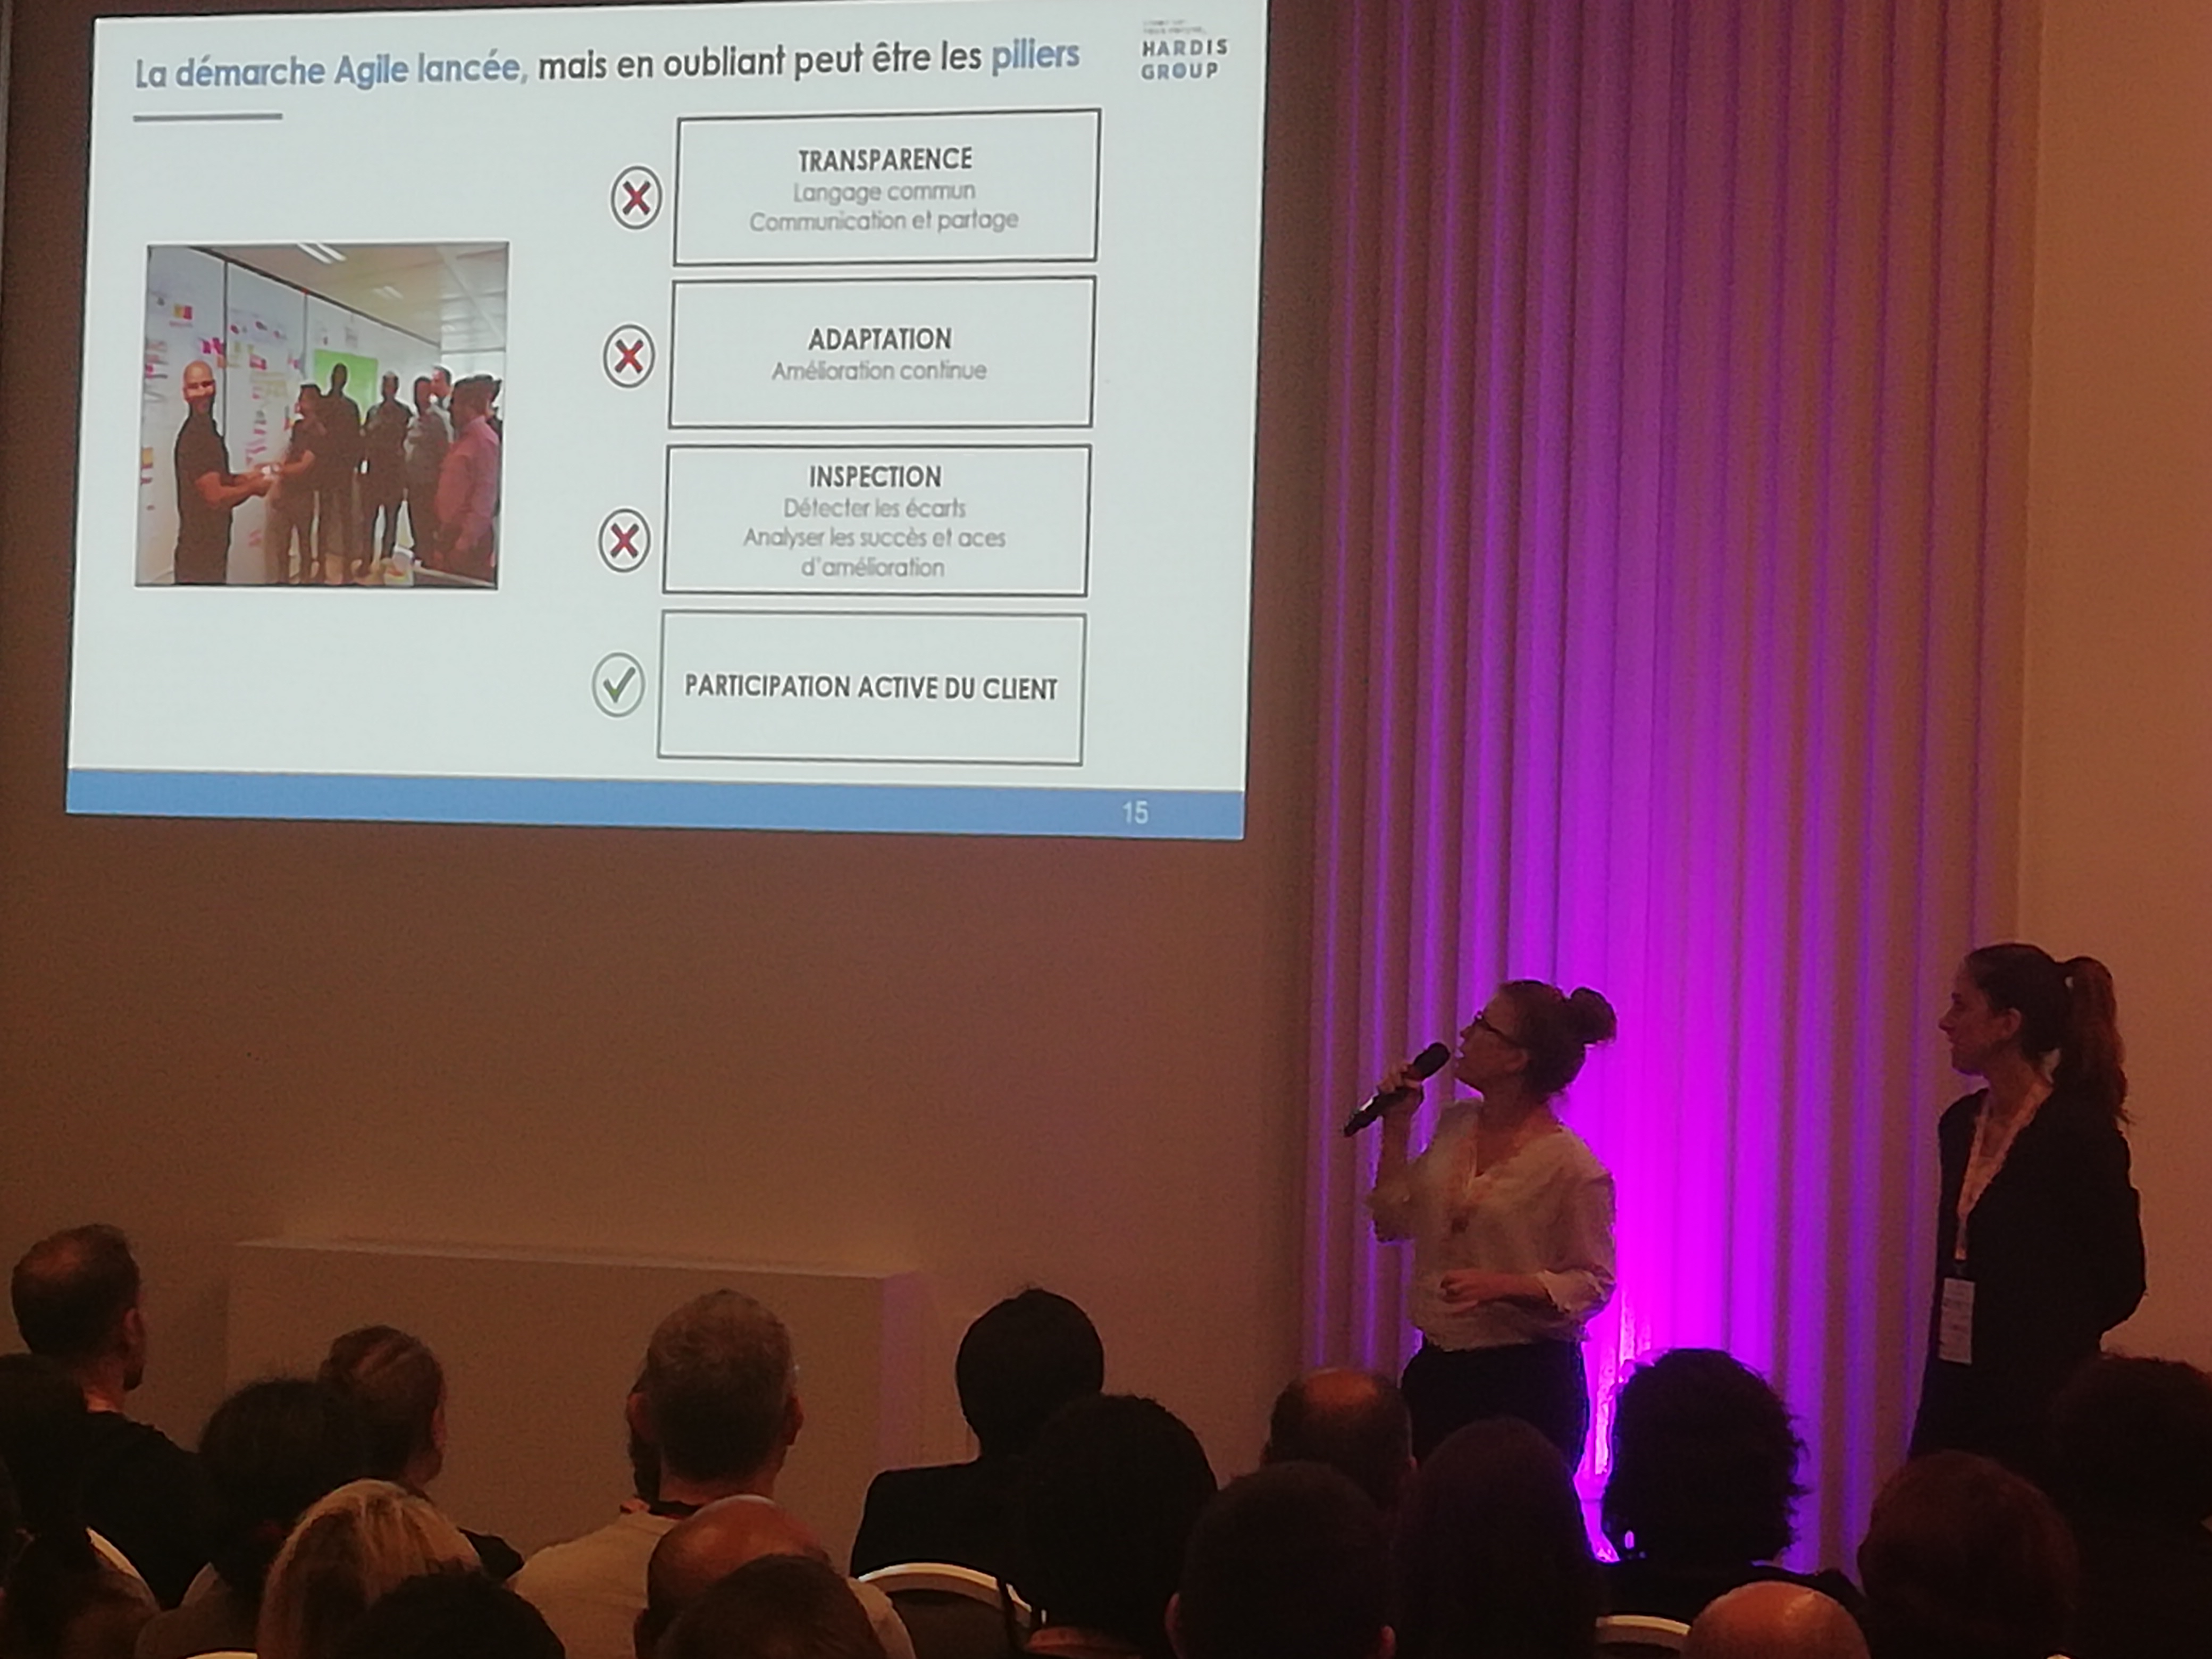 La démarche Agile lancée, mais en oubliant peut être les piliers
HARDIS
GROUP
TRANSPARENCE
Langage commun
Communication et partage
ADAPTATION
Amélioration continue
INSPECTION
Détecter les écarts
Analyser les succès et aces
d'amélioration
PARTICIPATION ACTIVE DU CLIENT
15